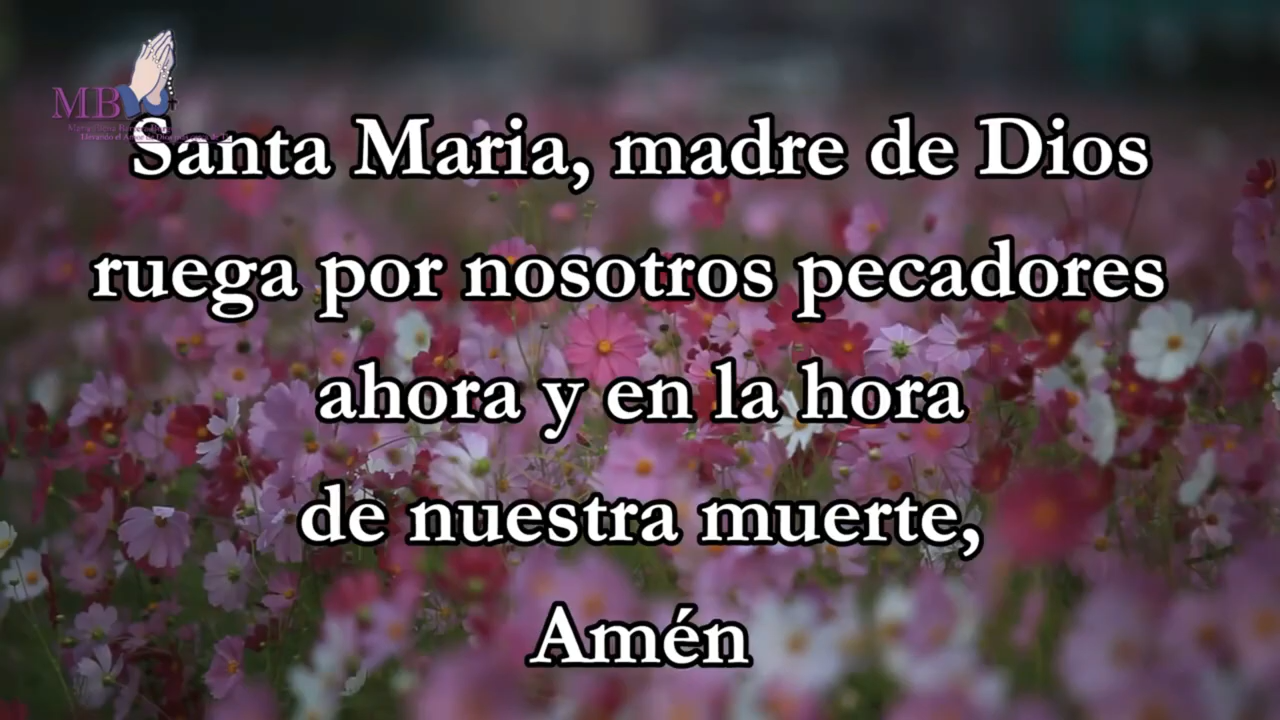 MB
Santa Maria, madre de Dios
ruega por nosotros pecadores
ahora y en la hora
de nuestra muerte,
Amén